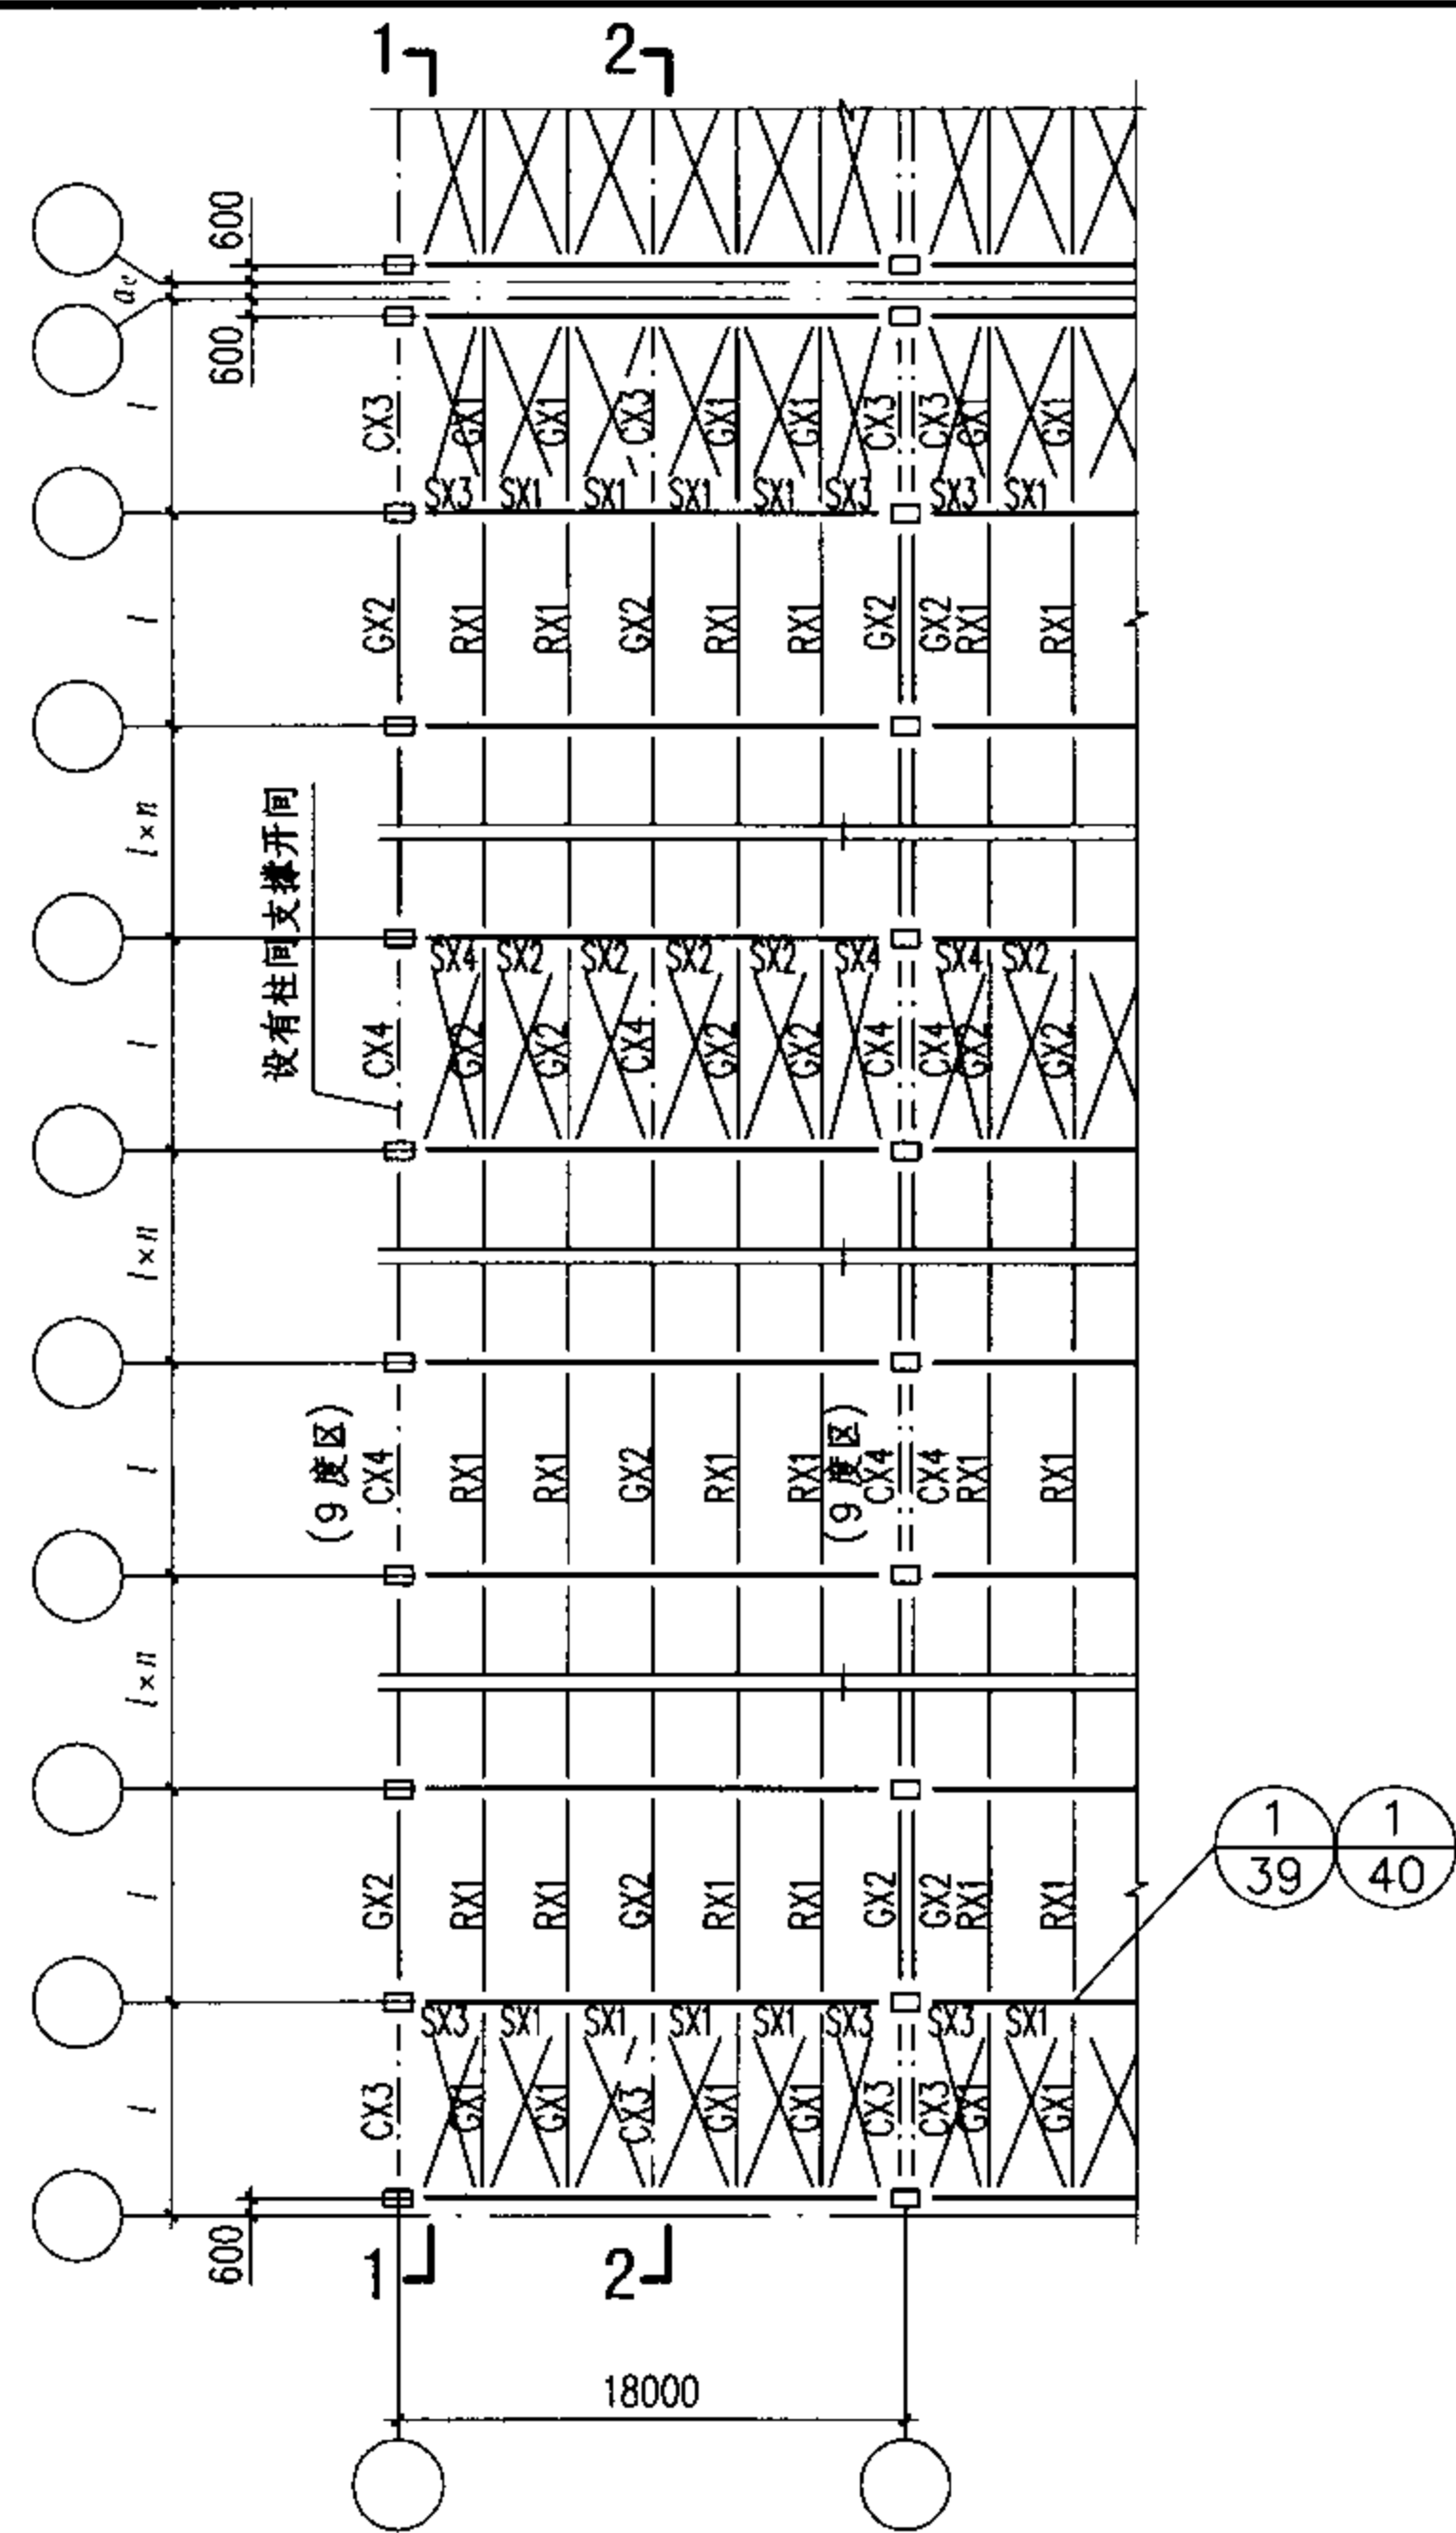 1 2
600
ac
600
l CX3 GX1 GX1 CX3 GX1 GX1 CX3 CX3 GX1 GX1
SX3 SX1 SX1 SX1 SX1 SX3 SX3 SX1
l GX2 RX1 RX1 GX2 RX1 RX1 GX2 GX2 RX1 RX1
l×n
设有柱间支撑开间
SX4 SX2 SX2 SX2 SX2 SX4 SX4 SX2
l CX4 GX2 GX2 CX4 GX2 GX2 CX4 CX4 GX2 GX2
l×n
(9度区) (9度区)
l CX4 RX1 RX1 GX2 RX1 RX1 CX4 CX4 RX1 RX1
l×n
1 1
39 40
l GX2 RX1 RX1 GX2 RX1 RX1 GX2 GX2 RX1 RX1
SX3 SX1 SX1 SX1 SX1 SX3 SX3 SX1
l CX3 GX1 GX1 CX3 GX1 GX1 CX3 CX3 GX1 GX1
600
1 2
18000